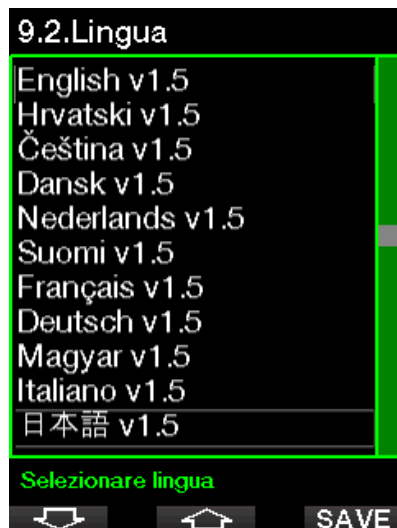 9.2.Lingua
English v1.5
Hrvatski v1.5
Čeština v1.5
Dansk v1.5
Nederlands v1.5
Suomi v1.5
Français v1.5
Deutsch v1.5
Magyar v1.5
Italiano v1.5
日本語 v1.5
Selezionare lingua
SAVE